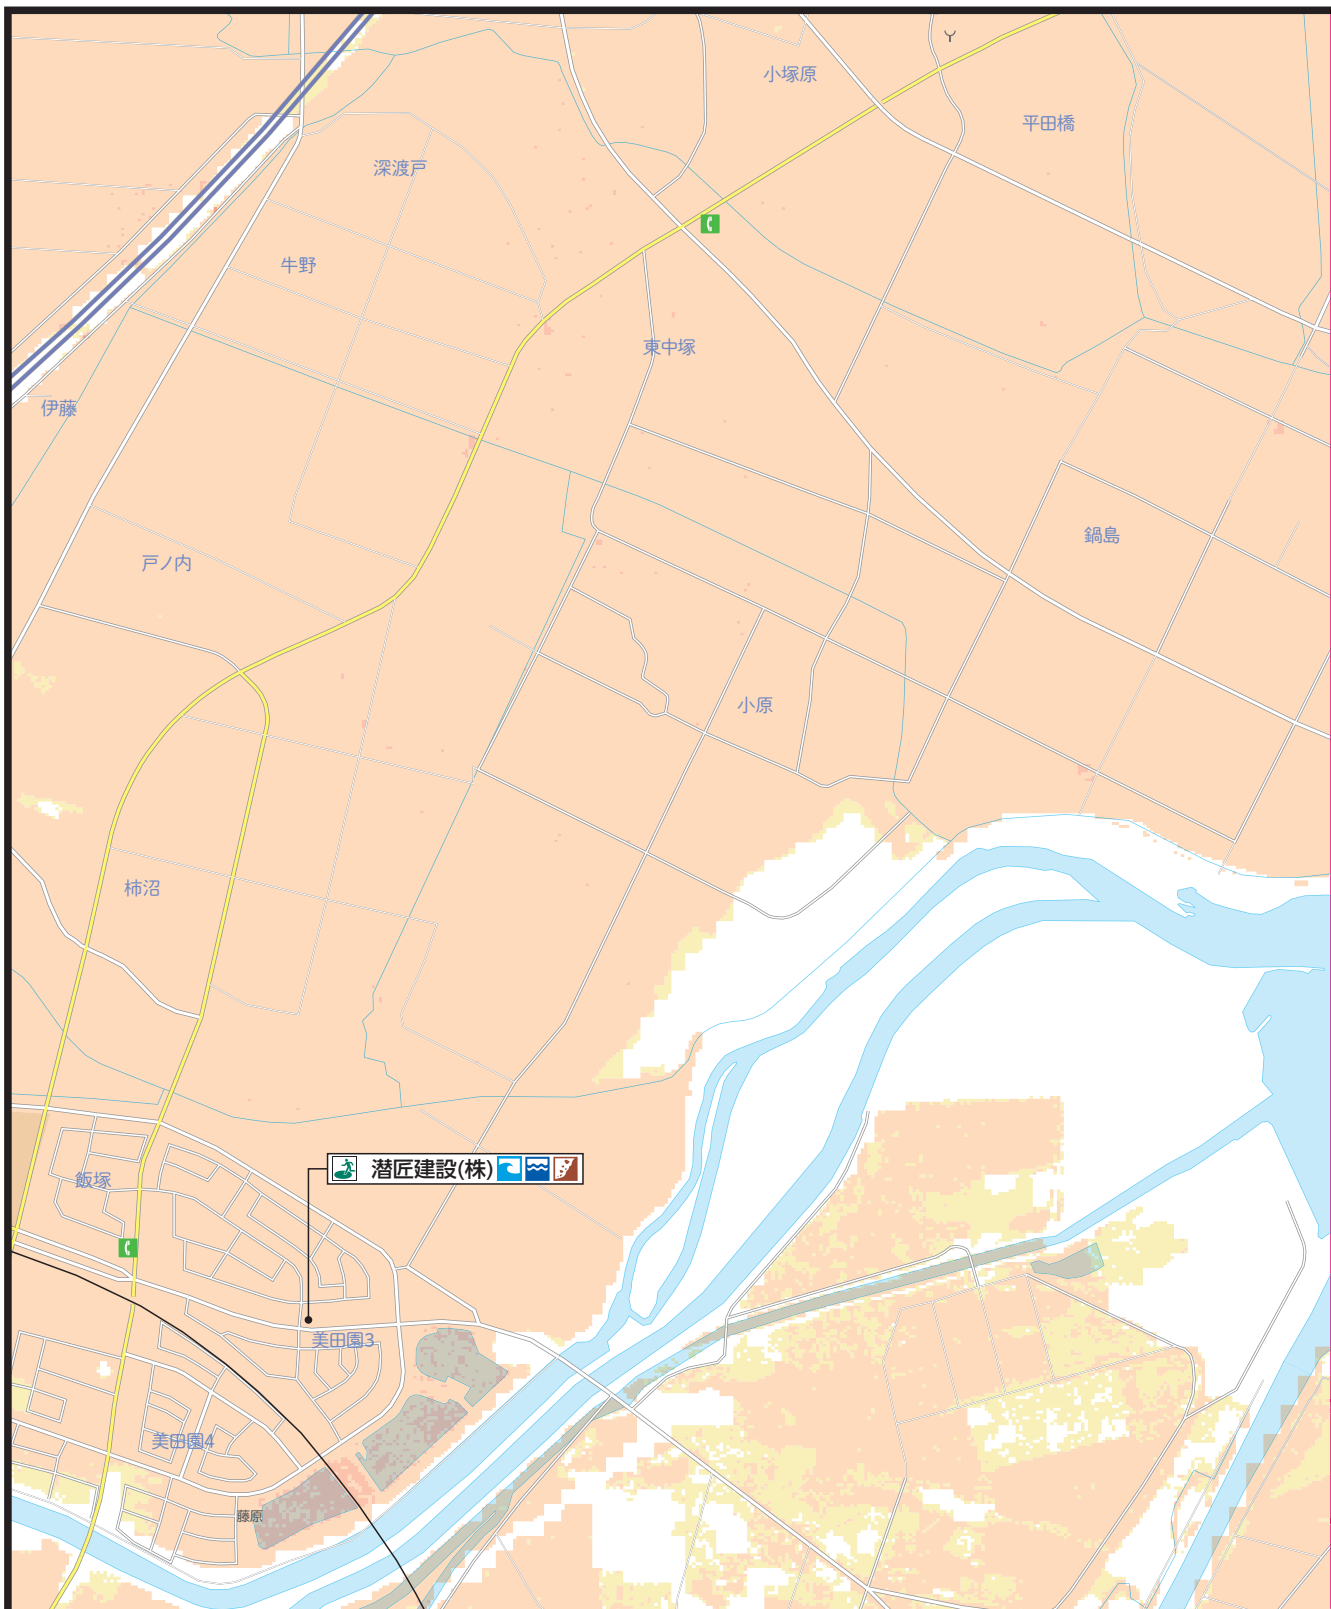 小塚原
平田橋
深渡戸
牛野
東中塚
伊藤
鍋島
戸ノ内
小原
柿沼
潜匠建設(株)
飯塚
美田園3
美田園4
藤原